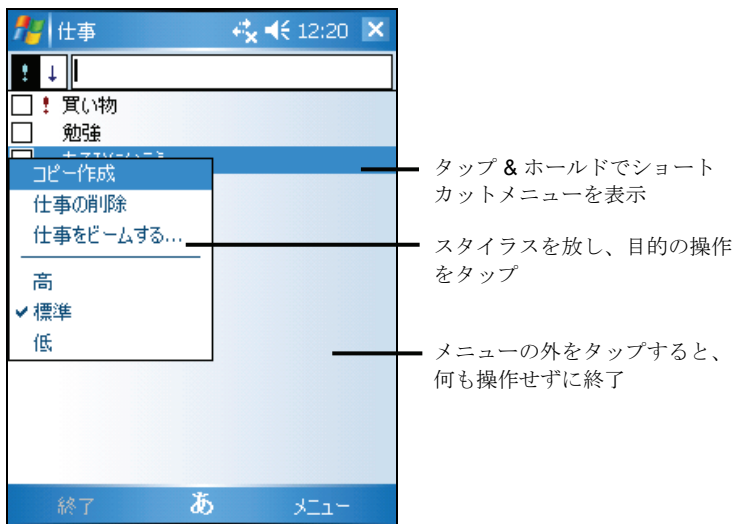 仕事 12:20
! ↓
! 買い物
勉強
コピー作成
仕事の削除
仕事をビームする...
高
標準
低
終了 あ メニュー
タップ & ホールドでショート
カットメニューを表示
スタイラスを放し、目的の操作
をタップ
メニューの外をタップすると、
何も操作せずに終了